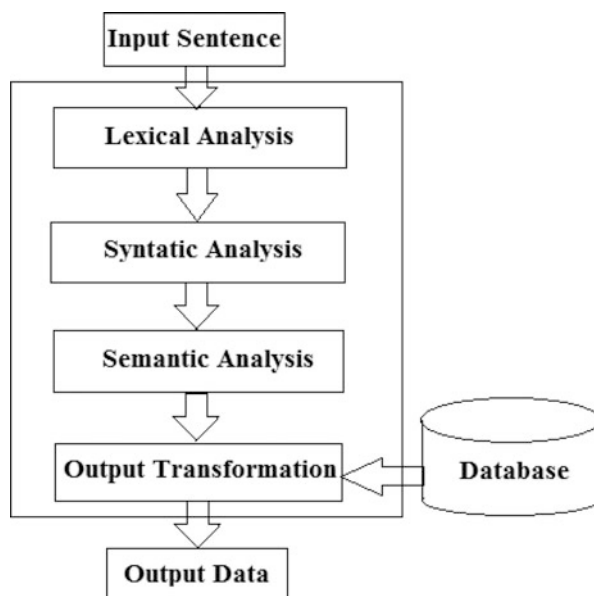 Input Sentence
Lexical Analysis
Syntatic Analysis
Semantic Analysis
Output Transformation
Database
Output Data